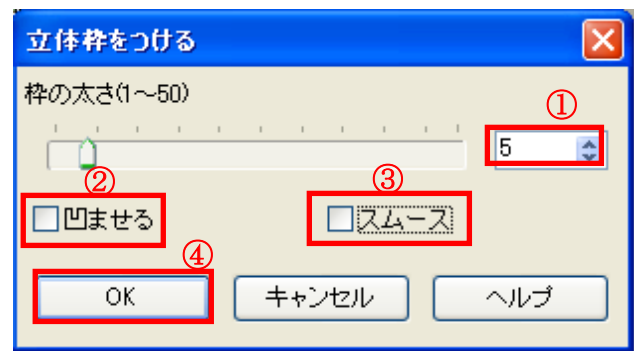 立体枠をつける
枠の太さ(1～50)
①
5
②
③
凹ませる
スムース
④
OK
キャンセル
ヘルプ